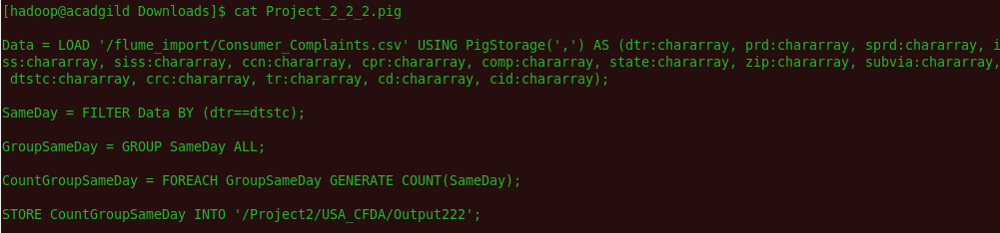 [hadoop@acadgild Downloads]$ cat Project_2_2_2.pig
Data = LOAD '/flume_import/Consumer_Complaints.csv' USING PigStorage(',') AS (dtr:chararray, prd:chararray, sprd:chararray, i
ss:chararray, siss:chararray, ccn:chararray, cpr:chararray, comp:chararray, state:chararray, zip:chararray, subvia:chararray,
dtstc:chararray, crc:chararray, tr:chararray, cd:chararray, cid:chararray);
SameDay = FILTER Data BY (dtr==dtstc);
GroupSameDay = GROUP SameDay ALL;
CountGroupSameDay = FOREACH GroupSameDay GENERATE COUNT(SameDay);
STORE CountGroupSameDay INTO '/Project2/USA_CFDA/Output222';